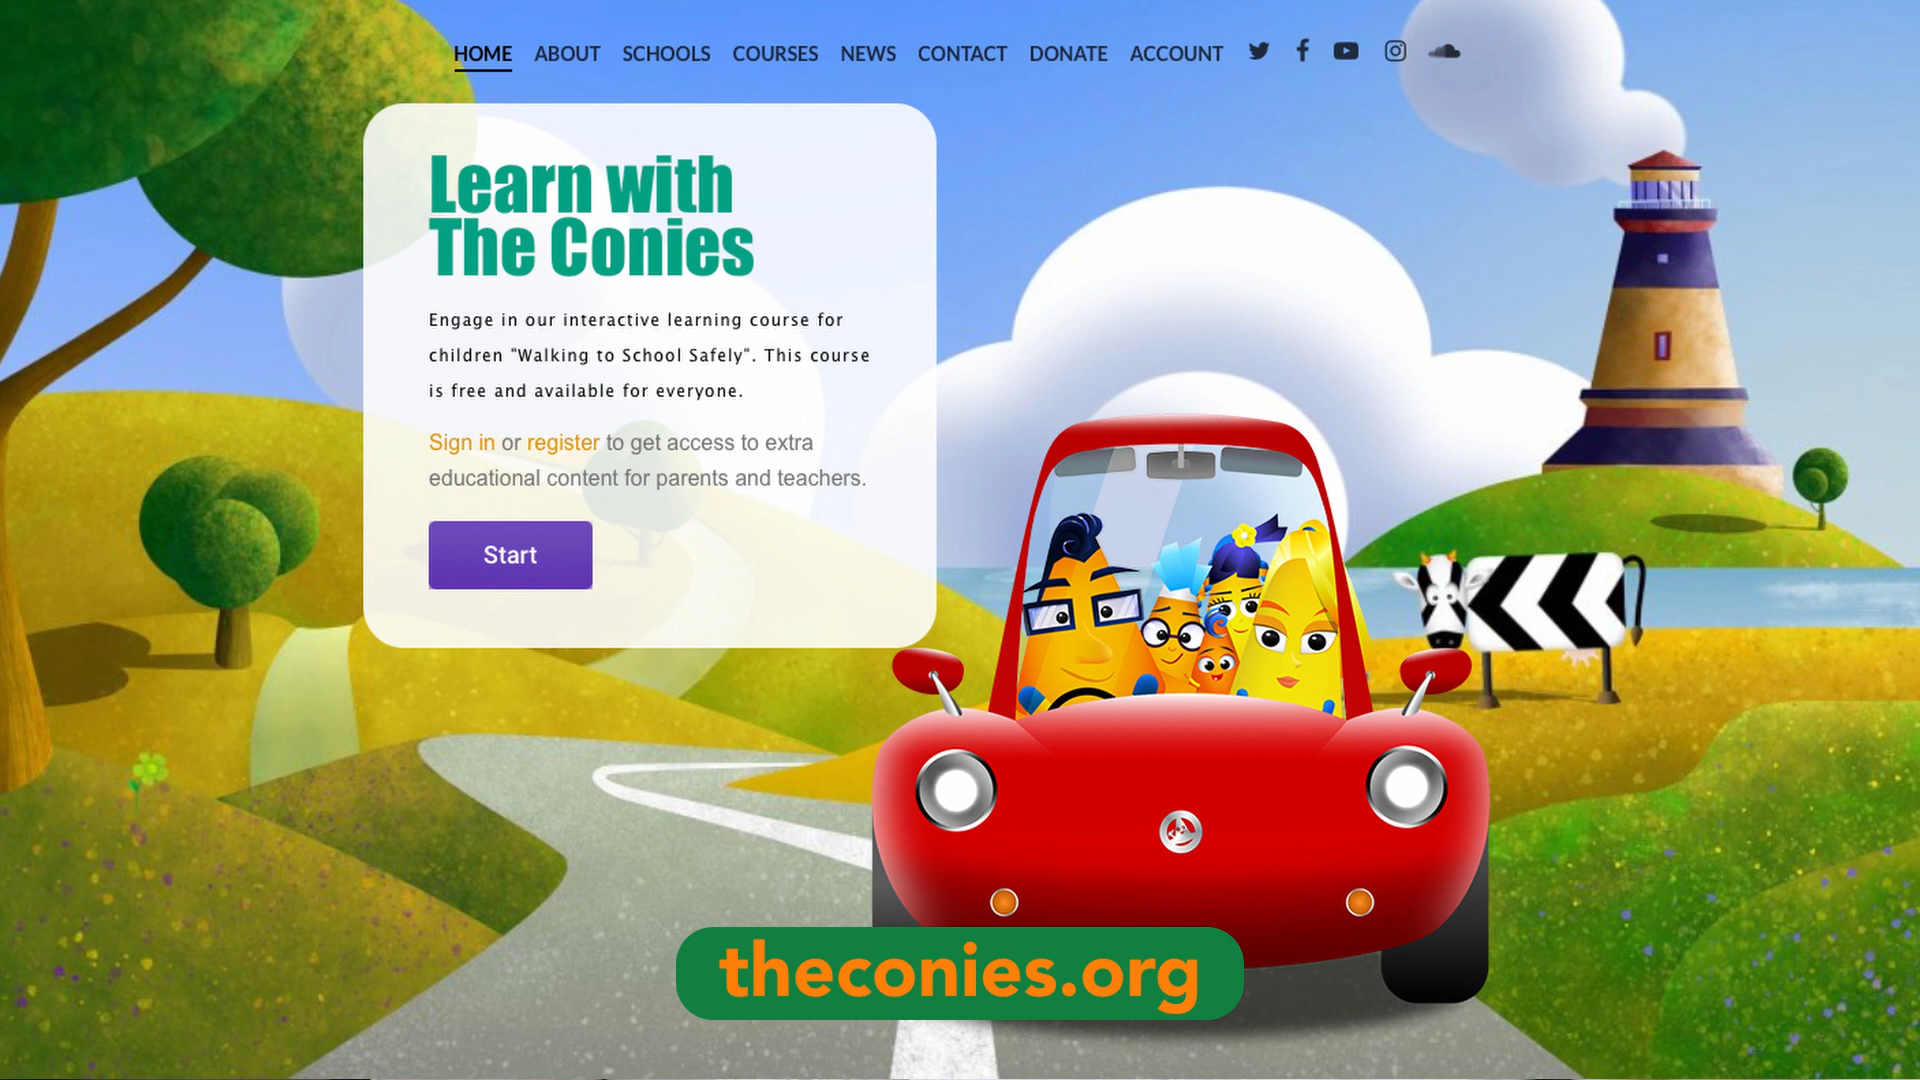 HOME ABOUT SCHOOLS COURSES NEWS CONTACT DONATE ACCOUNT
Learn with
The Conies
Engage in our interactive learning course for
children "Walking to School Safely". This course
is free and available for everyone.
Sign in or register to get access to extra
educational content for parents and teachers.
Start
theconies.org